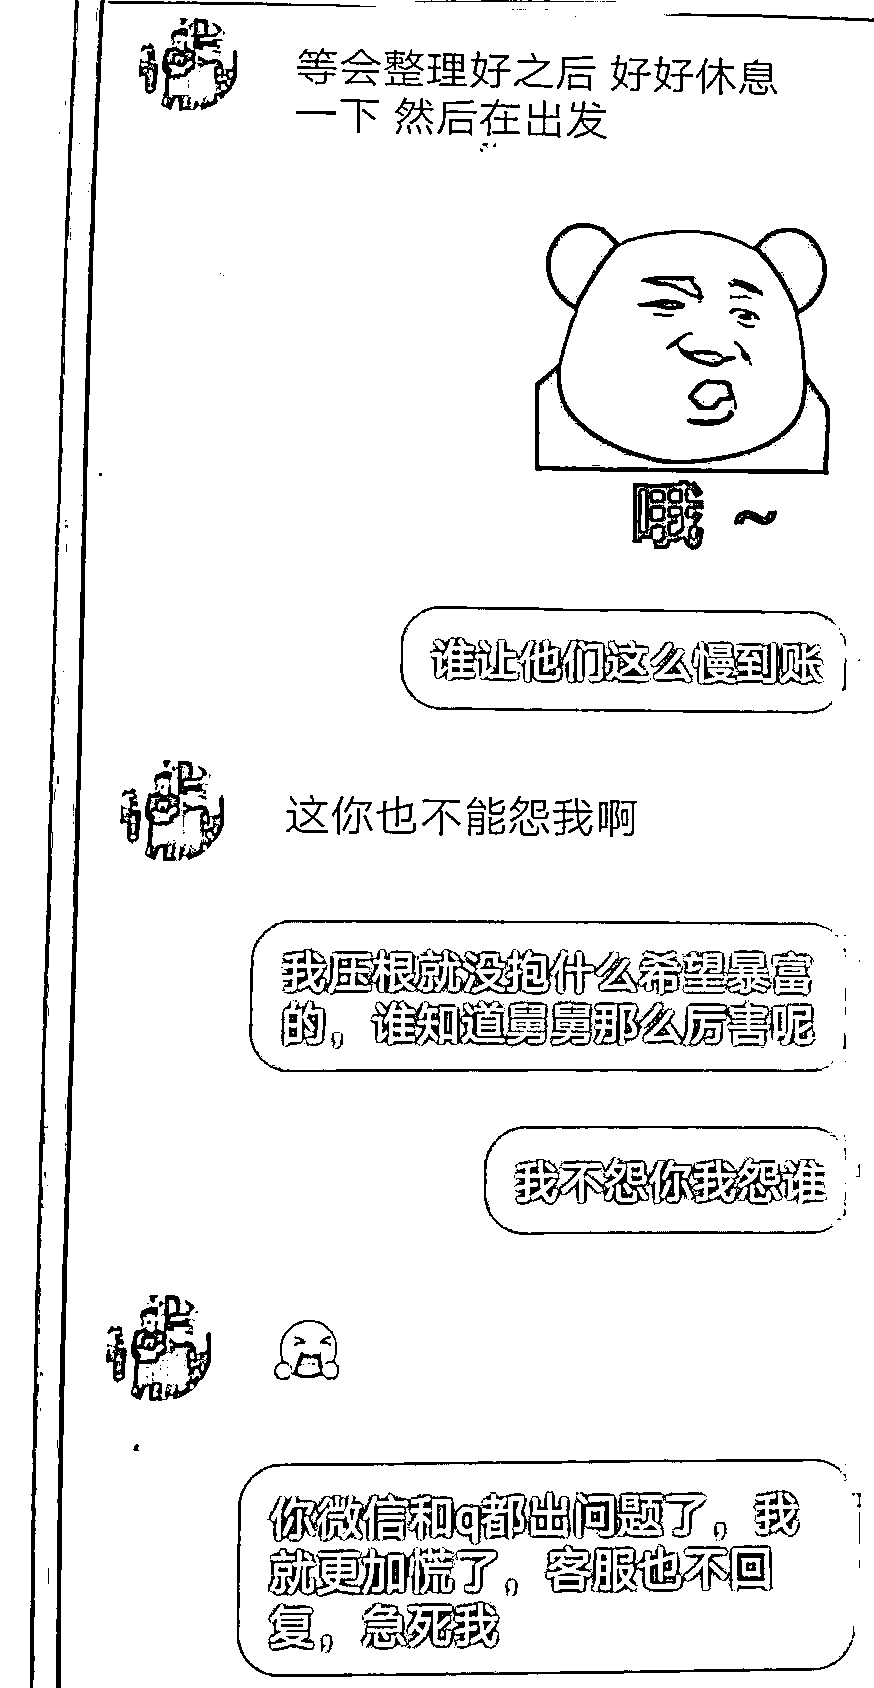 等会整理好之后 好好休息
一下 然后在出发
哦 ~
谁让他们这么慢到账
这你也不能怨我啊
我压根就没抱什么希望暴富
的，谁知道舅舅那么厉害呢
我不怨你我怨谁
你微信和q都出问题了，我
就更加慌了，客服也不回
复，急死我